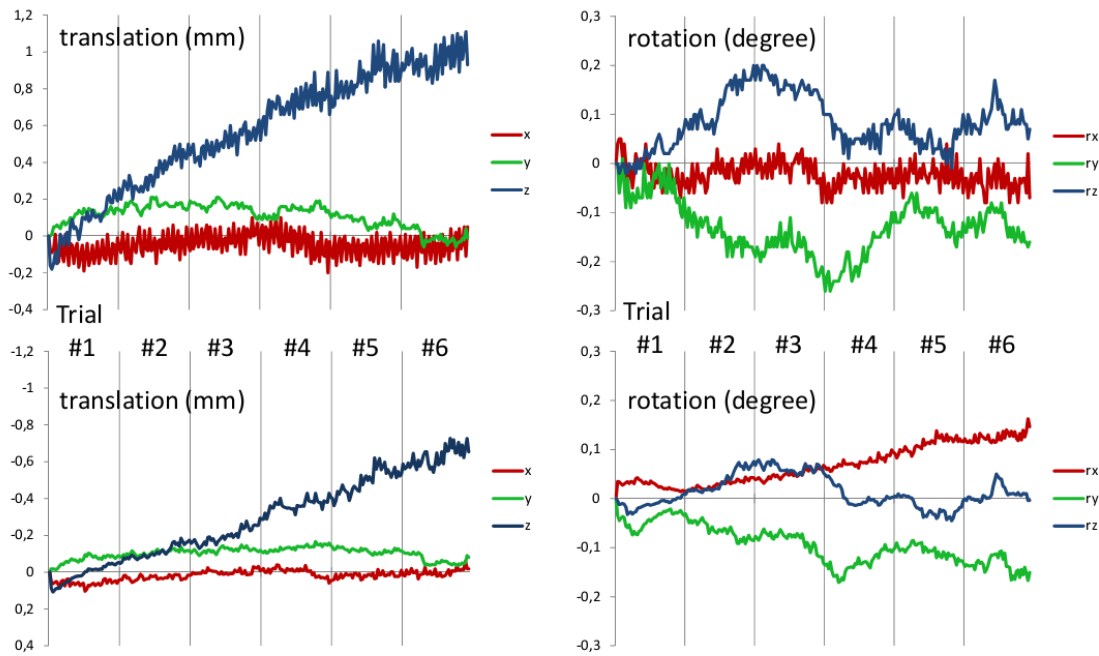 translation (mm)
1,2
1
0,8
0,6
0,4
0,2
0
-0,2
-0,4
x
y
z
rotation (degree)
0,3
0,2
0,1
0
-0,1
-0,2
-0,3
rx
ry
rz
Trial
#1 #2 #3 #4 #5 #6
Trial
#1 #2 #3 #4 #5 #6
translation (mm)
-1,2
-1
-0,8
-0,6
-0,4
-0,2
0
0,2
0,4
x
y
z
rotation (degree)
0,3
0,2
0,1
0
-0,1
-0,2
-0,3
rx
ry
rz